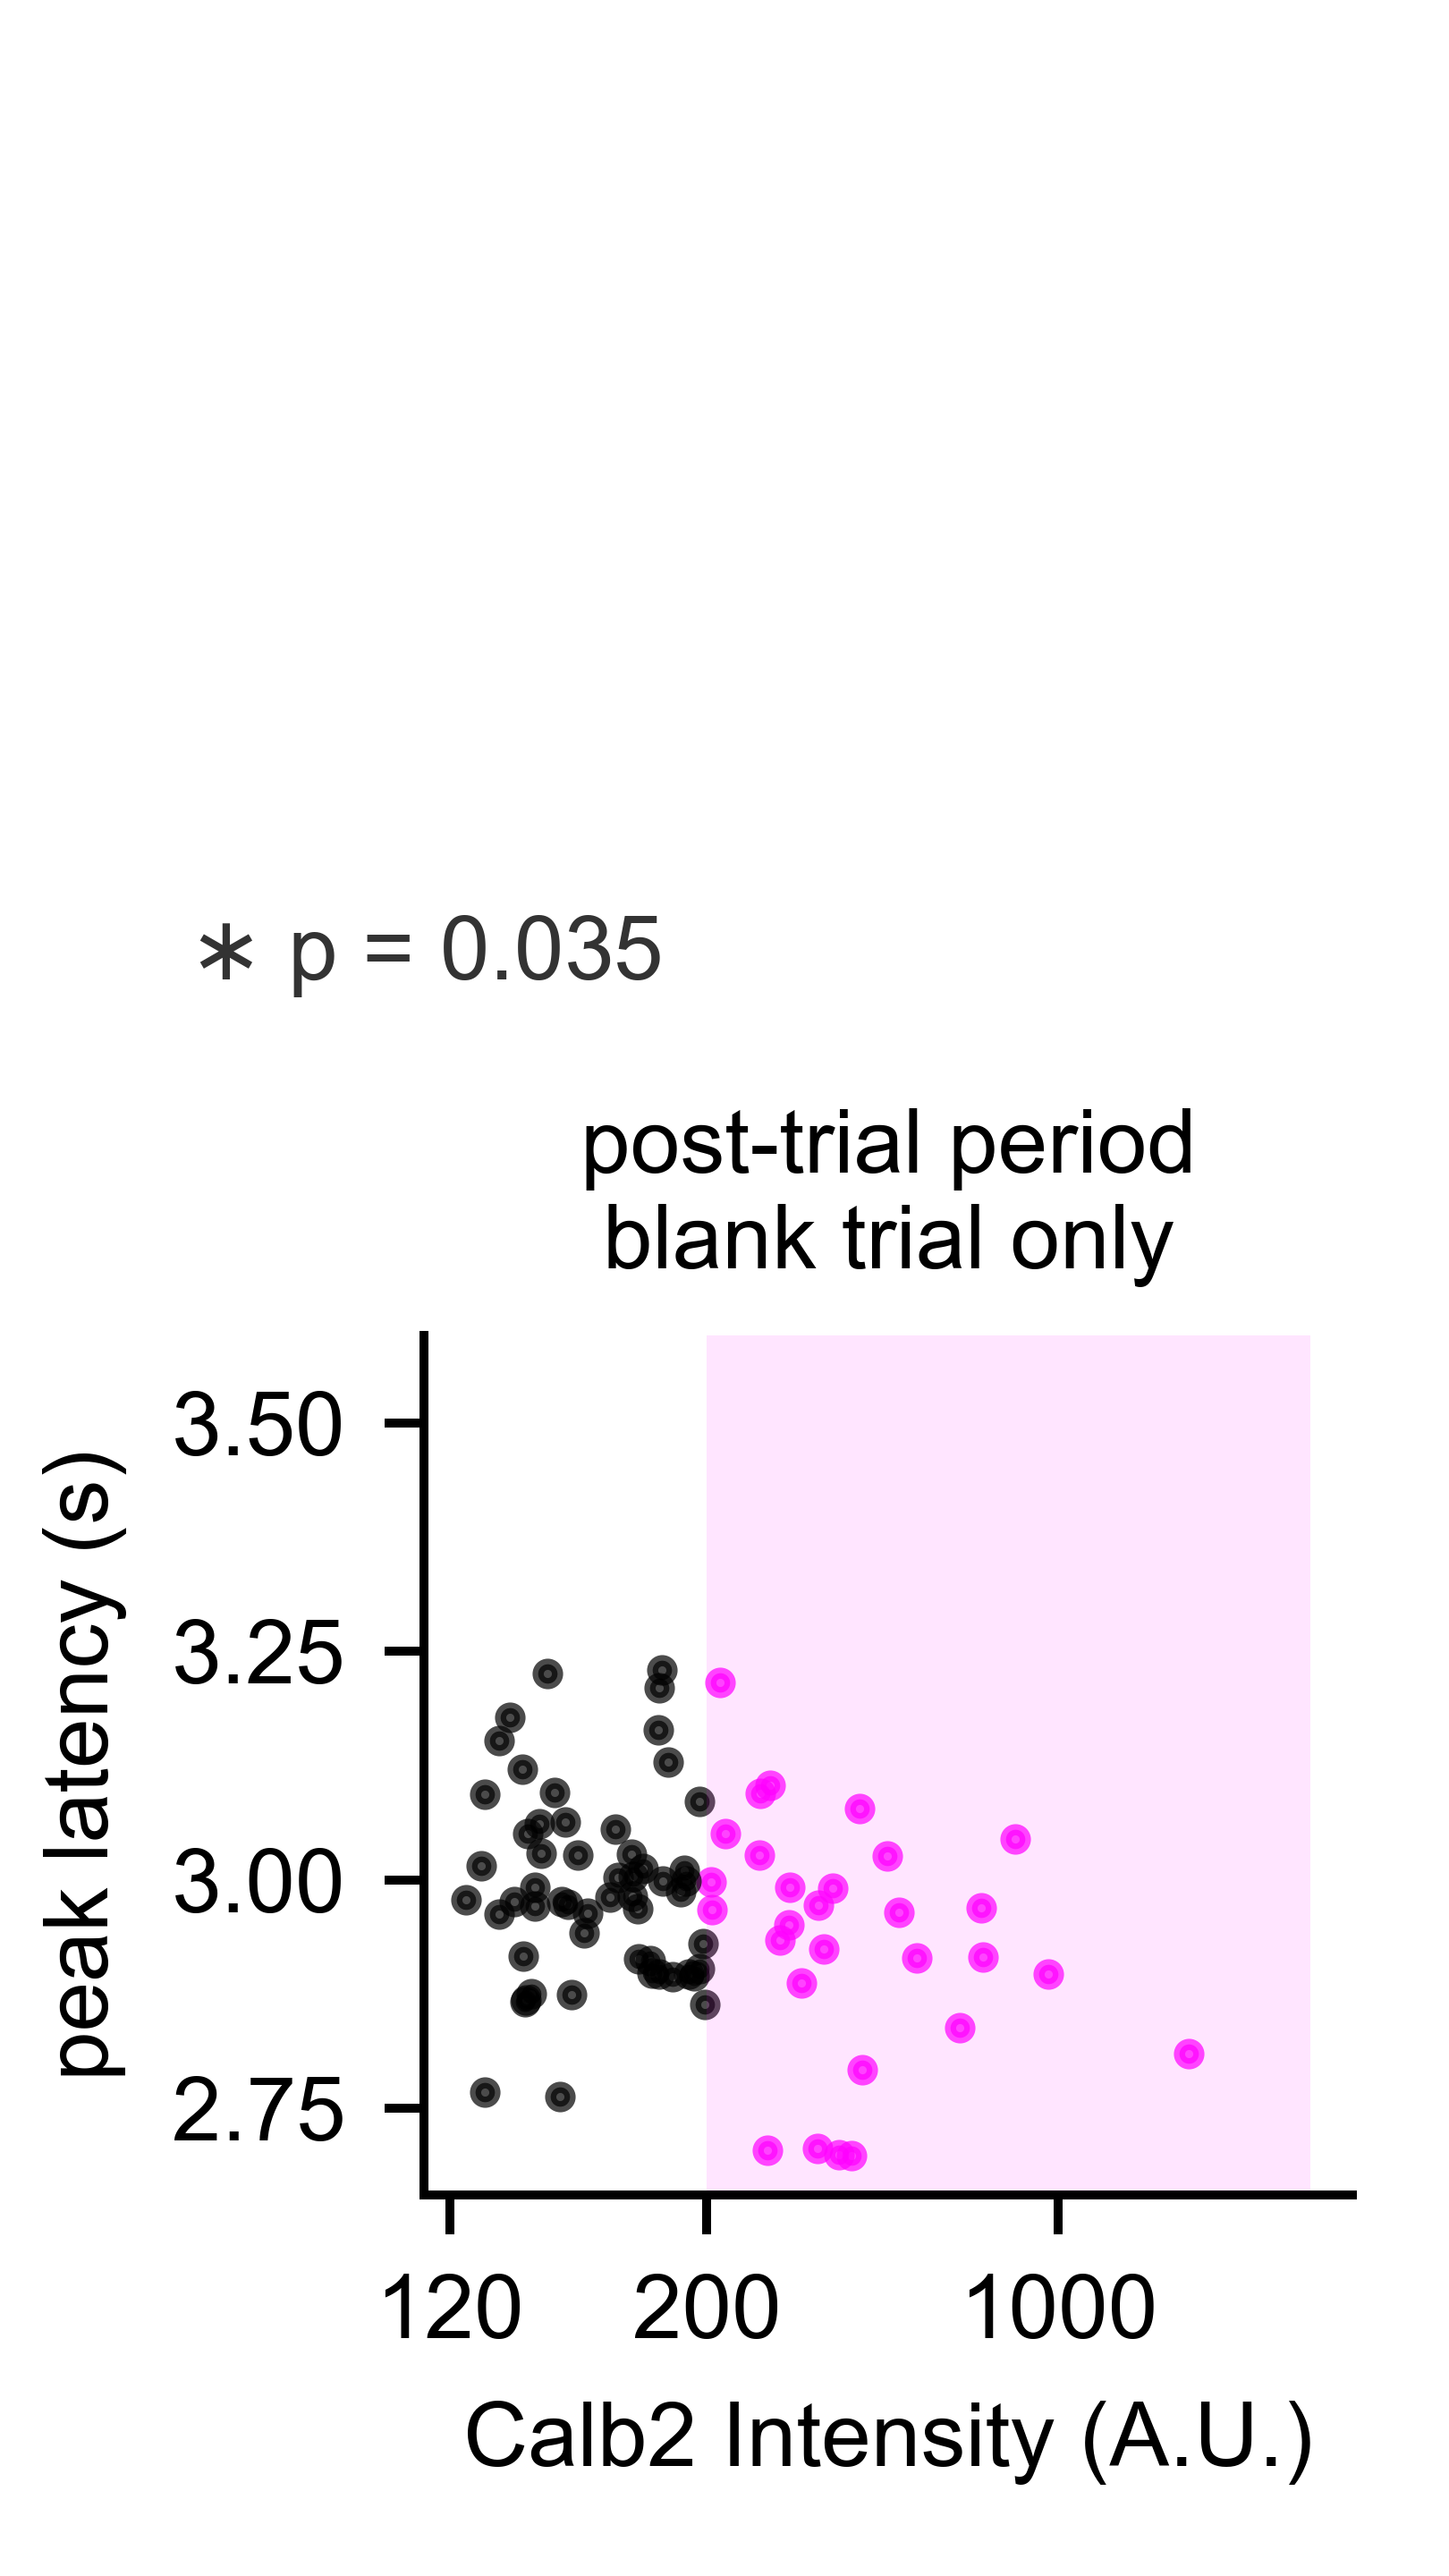 ∗ p = 0.035
post-trial period
blank trial only
3.50
3.25
3.00
2.75
peak latency (s)
120 200 1000
Calb2 Intensity (A.U.)